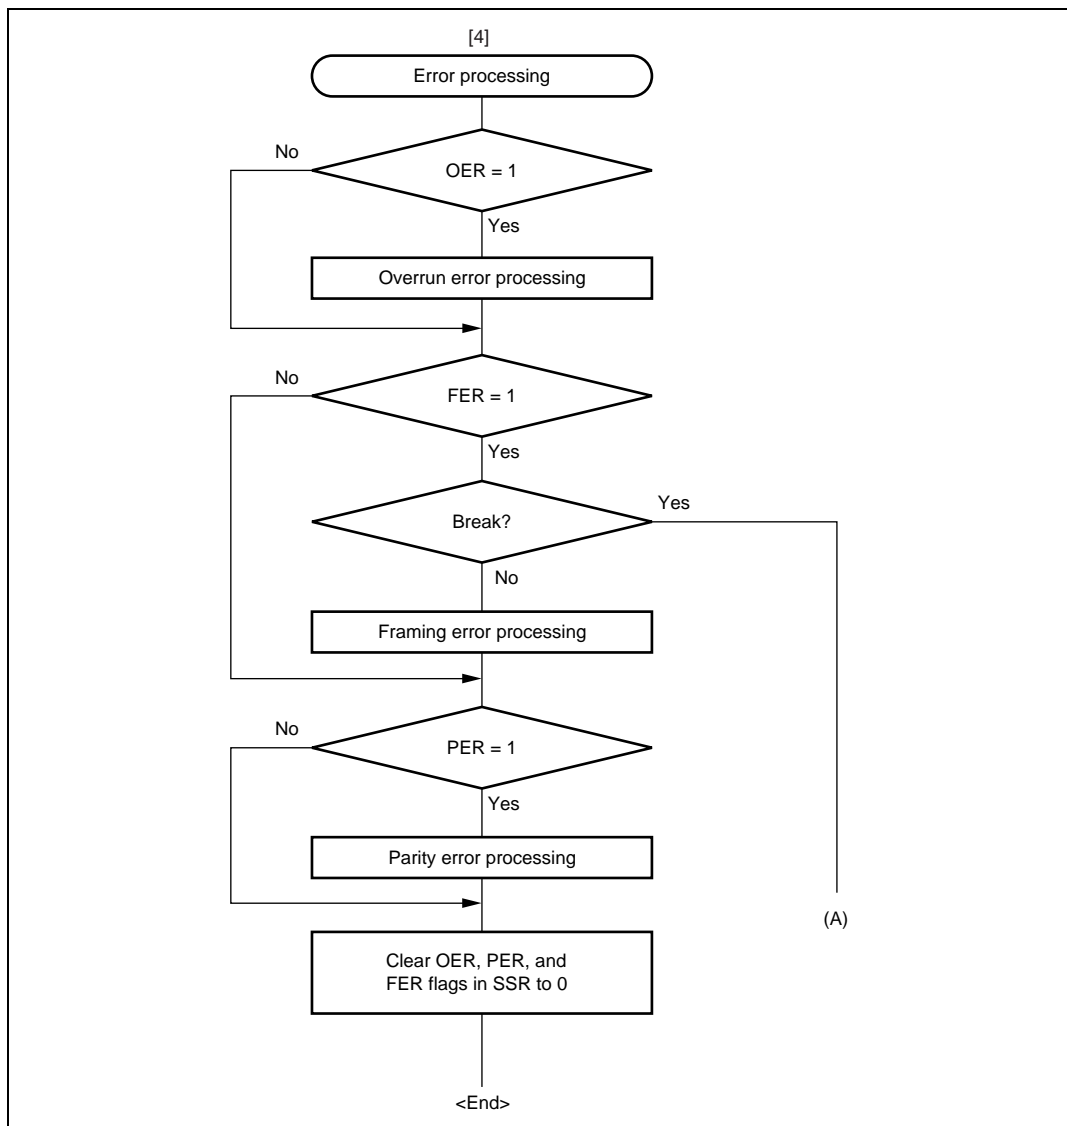 [4]
Error processing
No
OER = 1
Yes
Overrun error processing
No
FER = 1
Yes
Break?
Yes
No
Framing error processing
No
PER = 1
Yes
Parity error processing
(A)
Clear OER, PER, and
FER flags in SSR to 0
<End>